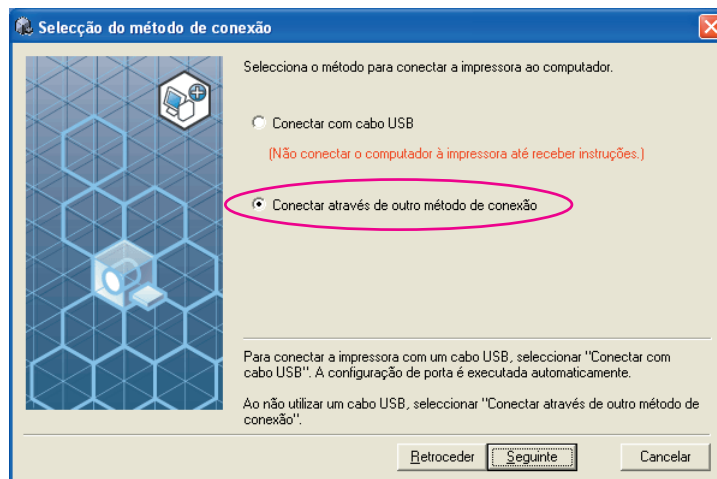 Selecção do método de conexão
Selecciona o método para conectar a impressora ao computador.
Conectar com cabo USB
(Não conectar o computador à impressora até receber instruções.)
Conectar através de outro método de conexão
Para conectar a impressora com um cabo USB, seleccionar "Conectar com
cabo USB". A configuração de porta é executada automaticamente.
Ao não utilizar um cabo USB, seleccionar "Conectar através de outro método de
conexão".
Retroceder
Seguinte
Cancelar